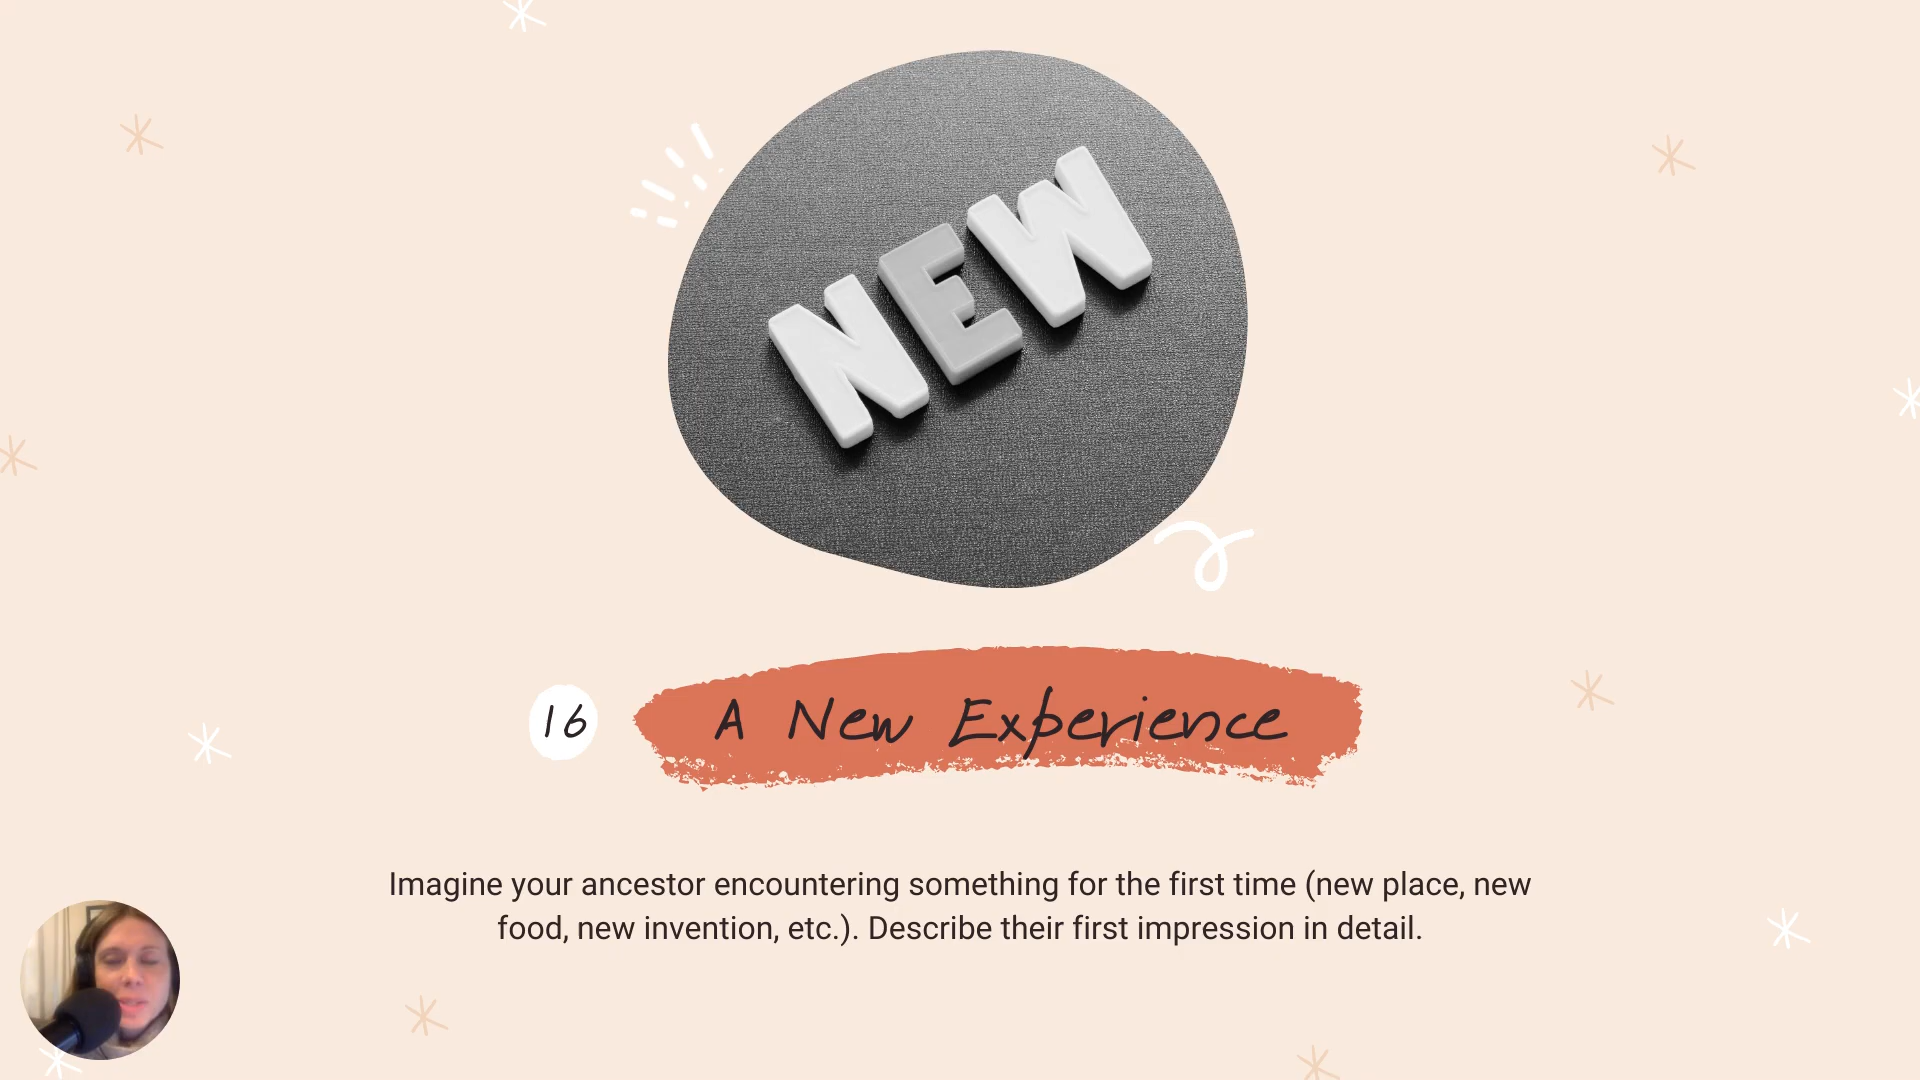 NEW
16 A New Experience
Imagine your ancestor encountering something for the first time (new place, new
food, new invention, etc.). Describe their first impression in detail.